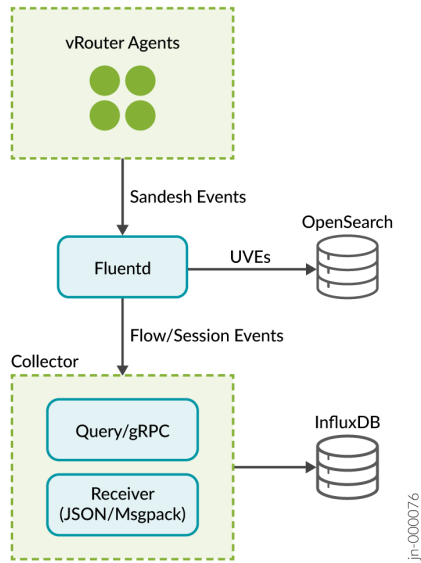 vRouter Agents
Sandesh Events
OpenSearch
Fluentd
UVEs
Flow/Session Events
Collector
Query/gRPC
InfluxDB
Receiver
(JSON/Msgpack)
jn-000076